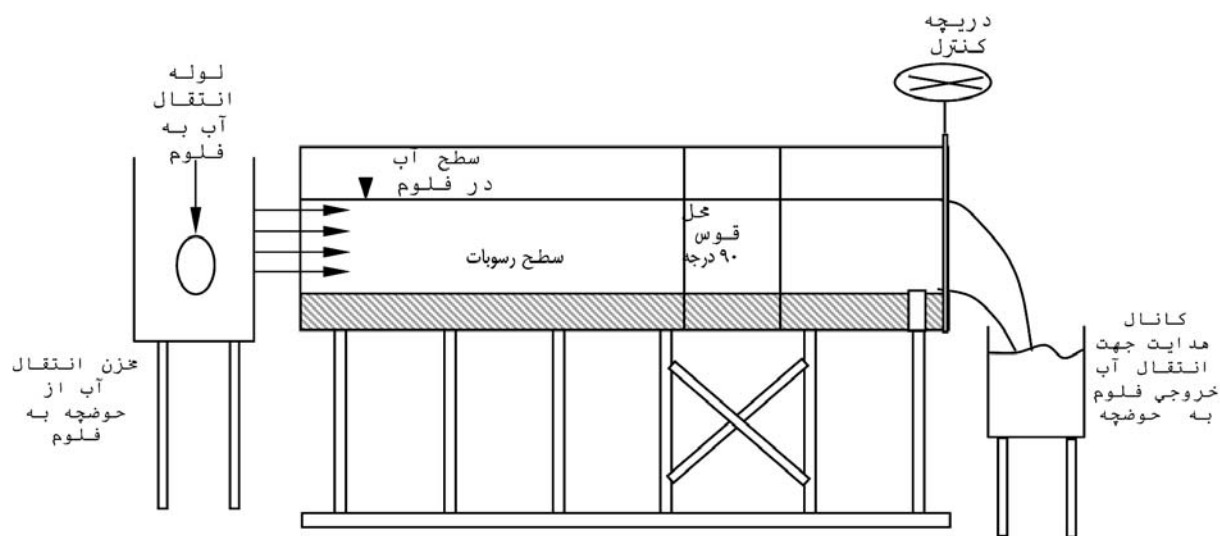 دریچه
کنترل
لوله
انتقال
آب به
فلوم
سطح آب
در فلوم
محل
قوس
۹۰ درجه
سطح رسوبات
مخزن انتقال
آب از
حوضچه به
فلوم
کانال
هدایت جهت
انتقال آب
خروجي فلوم
به حوضچه